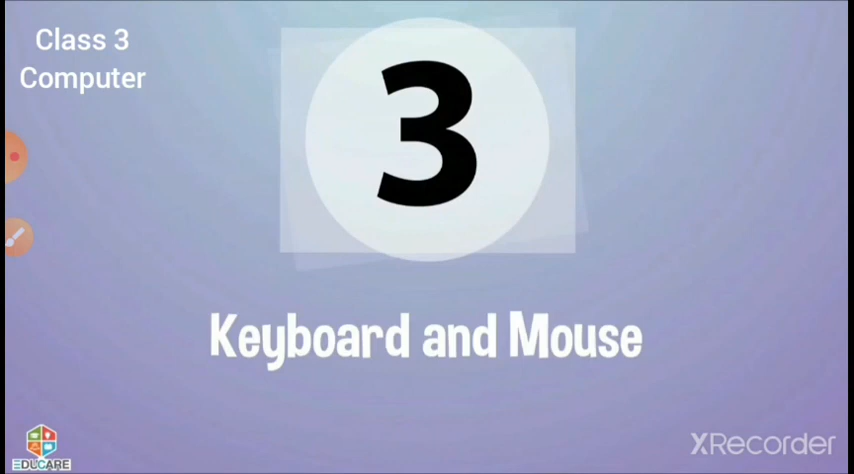 Class 3
Computer
3
Keyboard and Mouse
EDUCARE
XRecorder